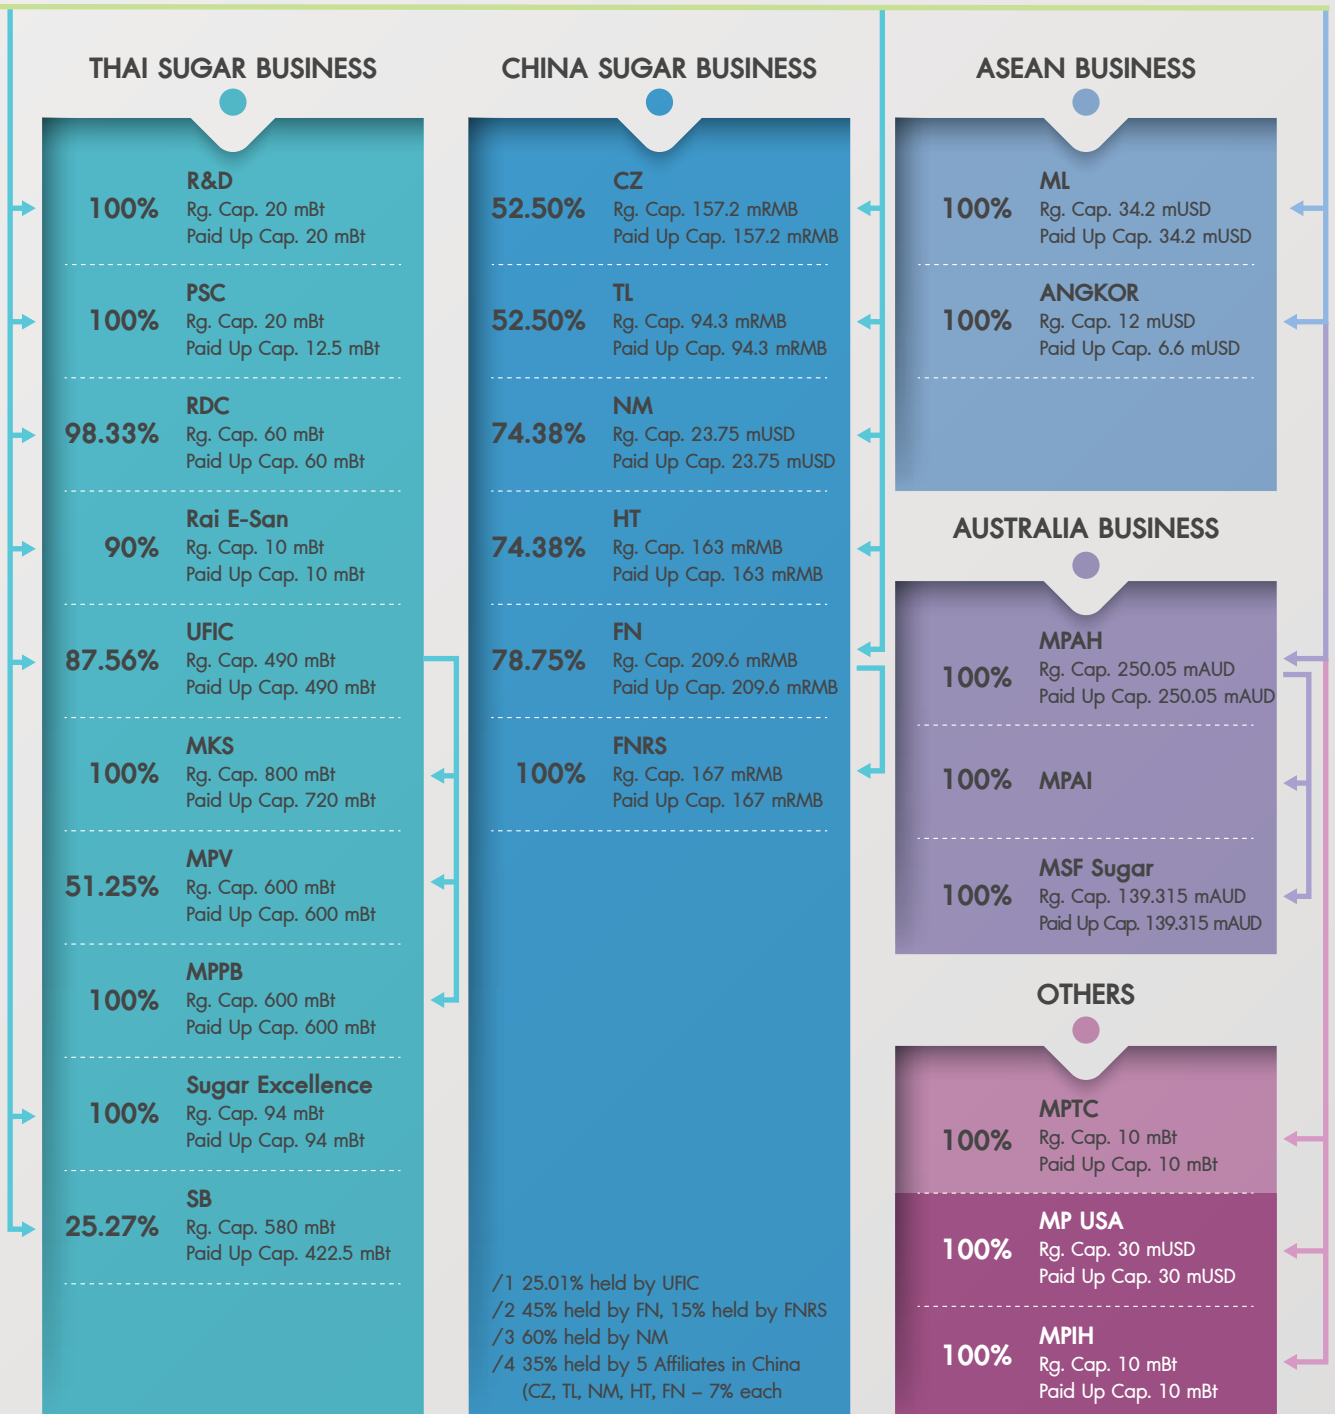 THAI SUGAR BUSINESS
100%
R&D
Rg. Cap. 20 mBt
Paid Up Cap. 20 mBt
100%
PSC
Rg. Cap. 20 mBt
Paid Up Cap. 12.5 mBt
98.33%
RDC
Rg. Cap. 60 mBt
Paid Up Cap. 60 mBt
90%
Rai E-San
Rg. Cap. 10 mBt
Paid Up Cap. 10 mBt
87.56%
UFIC
Rg. Cap. 490 mBt
Paid Up Cap. 490 mBt
100%
MKS
Rg. Cap. 800 mBt
Paid Up Cap. 720 mBt
51.25%
MPV
Rg. Cap. 600 mBt
Paid Up Cap. 600 mBt
100%
MPPB
Rg. Cap. 600 mBt
Paid Up Cap. 600 mBt
100%
Sugar Excellence
Rg. Cap. 94 mBt
Paid Up Cap. 94 mBt
25.27%
SB
Rg. Cap. 580 mBt
Paid Up Cap. 422.5 mBt
CHINA SUGAR BUSINESS
52.50%
CZ
Rg. Cap. 157.2 mRMB
Paid Up Cap. 157.2 mRMB
52.50%
TL
Rg. Cap. 94.3 mRMB
Paid Up Cap. 94.3 mRMB
74.38%
NM
Rg. Cap. 23.75 mUSD
Paid Up Cap. 23.75 mUSD
74.38%
HT
Rg. Cap. 163 mRMB
Paid Up Cap. 163 mRMB
78.75%
FN
Rg. Cap. 209.6 mRMB
Paid Up Cap. 209.6 mRMB
100%
FNRS
Rg. Cap. 167 mRMB
Paid Up Cap. 167 mRMB
/1 25.01% held by UFIC
/2 45% held by FN, 15% held by FNRS
/3 60% held by NM
/4 35% held by 5 Affiliates in China
(CZ, TL, NM, HT, FN – 7% each
ASEAN BUSINESS
100%
ML
Rg. Cap. 34.2 mUSD
Paid Up Cap. 34.2 mUSD
100%
ANGKOR
Rg. Cap. 12 mUSD
Paid Up Cap. 6.6 mUSD
AUSTRALIA BUSINESS
100%
MPAH
Rg. Cap. 250.05 mAUD
Paid Up Cap. 250.05 mAUD
100%
MPAI
100%
MSF Sugar
Rg. Cap. 139.315 mAUD
Paid Up Cap. 139.315 mAUD
OTHERS
100%
MPTC
Rg. Cap. 10 mBt
Paid Up Cap. 10 mBt
100%
MP USA
Rg. Cap. 30 mUSD
Paid Up Cap. 30 mUSD
100%
MPIH
Rg. Cap. 10 mBt
Paid Up Cap. 10 mBt